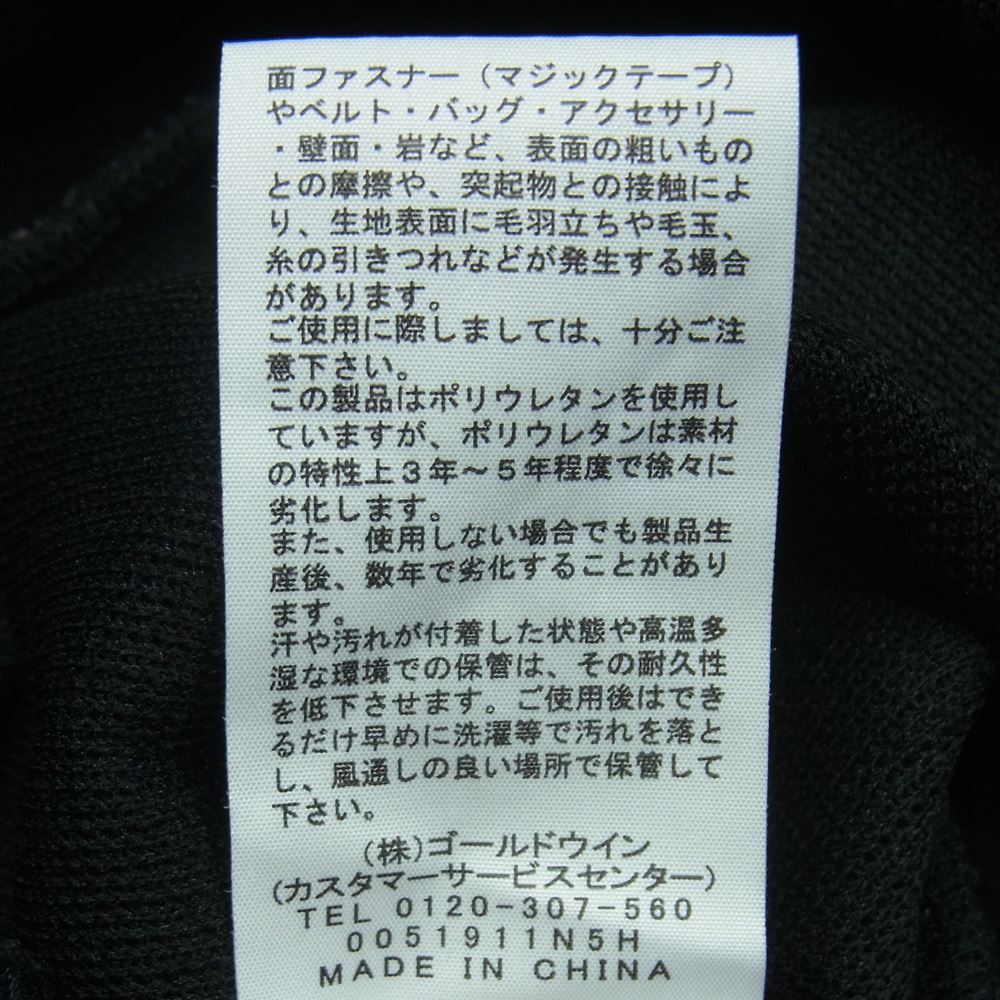 面ファスナー（マジックテープ）
やベルト・バッグ・アクセサリー
・壁面・岩など、表面の粗いもの
との摩擦や、突起物との接触によ
り、生地表面に毛羽立ちや毛玉、
糸の引きつれなどが発生する場合
があります。
ご使用に際しましては、十分ご注
意下さい。
この製品はポリウレタンを使用し
ていますが、ポリウレタンは素材
の特性上３年〜５年程度で徐々に
劣化します。
また、使用しない場合でも製品生
産後、数年で劣化することがあり
ます。
汗や汚れが付着した状態や高温多
湿な環境での保管は、その耐久性
を低下させます。ご使用後はでき
るだけ早めに洗濯等で汚れを落と
し、風通しの良い場所で保管して
下さい。
（株）ゴールドウイン
（カスタマーサービスセンター）
TEL 0120-307-560
0051911N5H
MADE IN CHINA